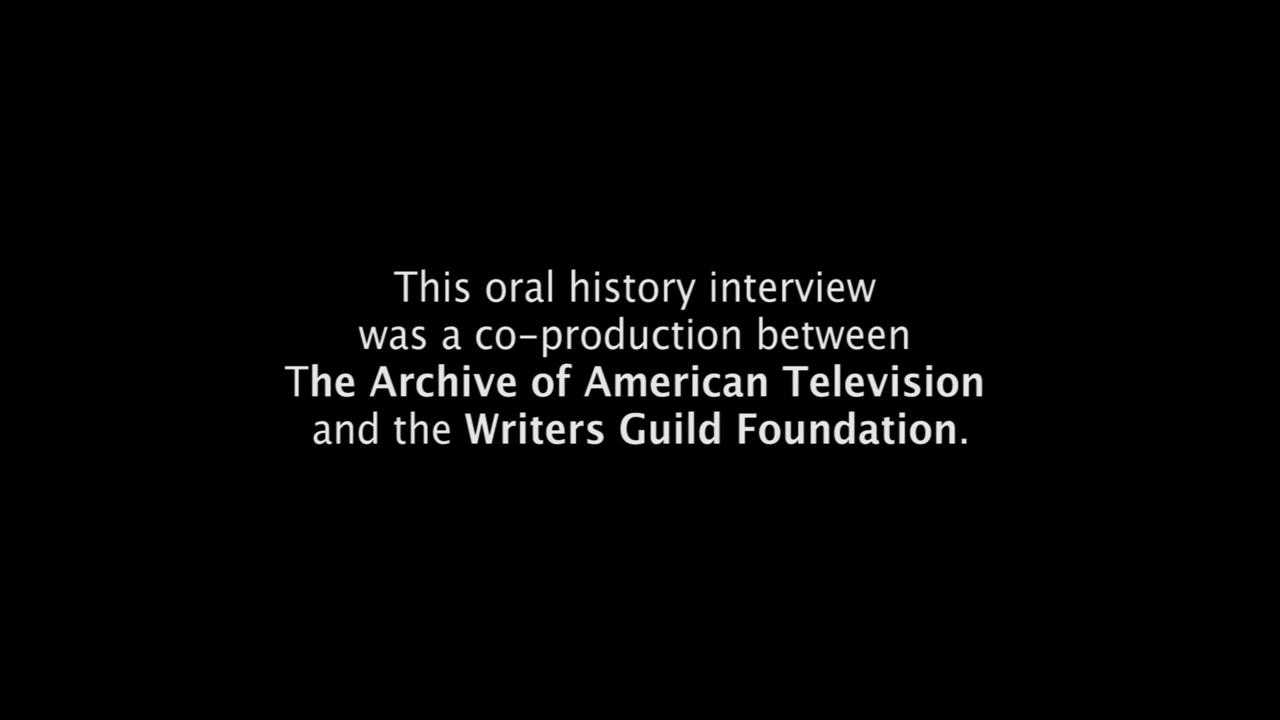 This oral history interview
was a co-production between
The Archive of American Television
and the Writers Guild Foundation.